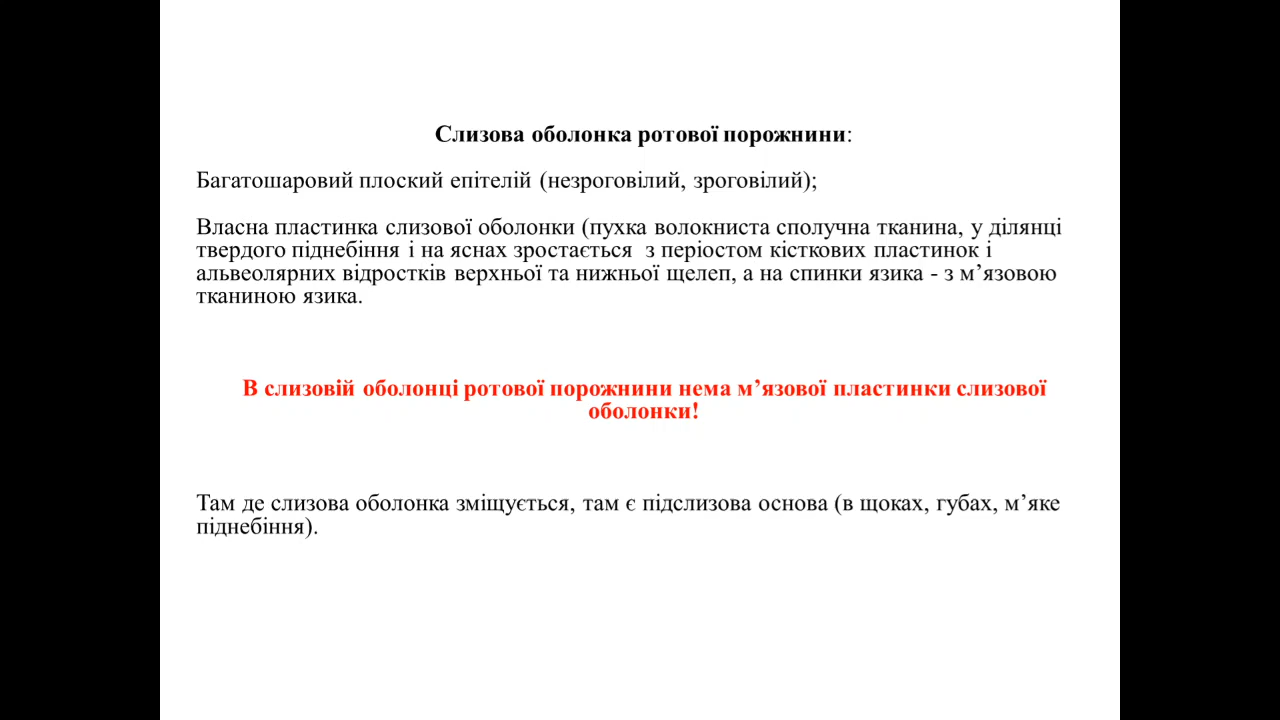 Слизова оболонка ротової порожнини:
Багатошаровий плоский епітелій (незроговілий, зроговілий);
Власна пластинка слизової оболонки (пухка волокниста сполучна тканина, у ділянці
твердого піднебіння і на яснах зростається  з періостом кісткових пластинок і
альвеолярних відростків верхньої та нижньої щелеп, а на спинки язика - з м’язовою
тканиною язика.
В слизовій оболонці ротової порожнини нема м’язової пластинки слизової
оболонки!
Там де слизова оболонка зміщується, там є підслизова основа (в щоках, губах, м’яке
піднебіння).